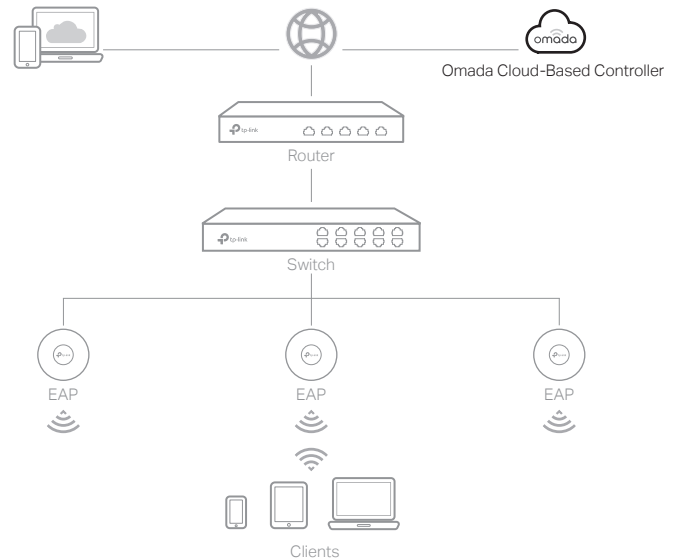 omada
Omada Cloud-Based Controller
tp-link
Router
tp-link
Switch
EAP
EAP
EAP
Clients